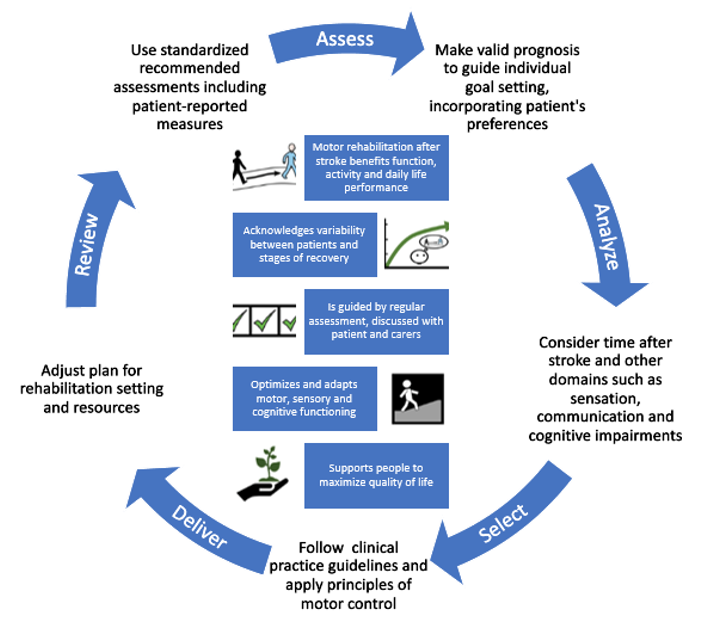 Assess
Use standardized
recommended
assessments including
patient-reported
measures
Make valid prognosis
to guide individual
goal setting,
incorporating patient's
preferences
Analyze
Consider time after
stroke and other
domains such as
sensation,
communication and
cognitive impairments
Select
Follow clinical
practice guidelines and
apply principles of
motor control
Deliver
Adjust plan for
rehabilitation setting
and resources
Review
Motor rehabilitation after
stroke benefits function,
activity and daily life
performance
Acknowledges variability
between patients and
stages of recovery
Is guided by regular
assessment, discussed with
patient and carers
Optimizes and adapts
motor, sensory and
cognitive functioning
Supports people to
maximize quality of life